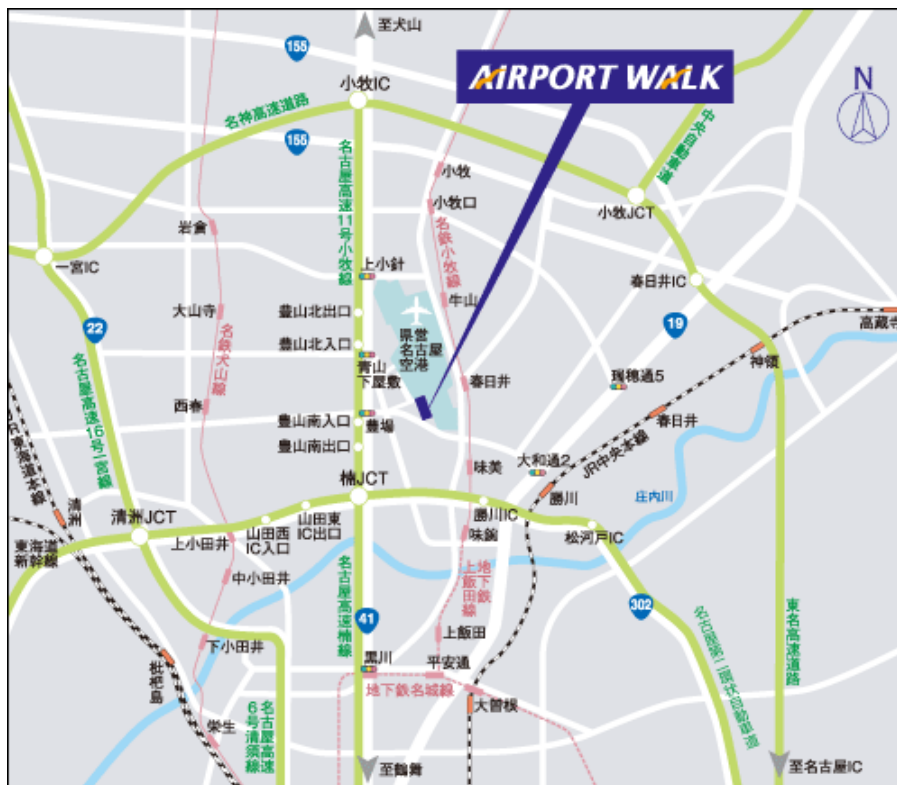 至犬山
155
AIRPORT WALK
N
小牧IC
名神高速道路
155
中央自動車道
小牧
小牧口
小牧JCT
名古屋高速11号小牧線
名鉄小牧線
岩倉
一宮IC
上小針
春日井IC
牛山
大山寺
豊山北出口
県営
名古屋
空港
19
高蔵寺
22
名鉄犬山線
豊山北入口
神領
青山
下屋敷
春日井
瑞穂通5
名古屋高速16号一宮線
西春
豊山南入口
豊場
春日井
豊山南出口
JR中央本線
JR東海道本線
味美
大和通2
楠JCT
勝川
庄内川
清洲
清洲JCT
山田東
IC出口
山田西
IC入口
勝川IC
味鋺
松河戸IC
上小田井
東海道
新幹線
中小田井
地下鉄
上飯田線
名古屋高速楠線
302
東名高速道路
名古屋第二環状自動車道
41
上飯田
下小田井
黒川
平安通
地下鉄名城線
大曽根
枇杷島
栄生
名古屋高速
6号清須線
至鶴舞
至名古屋IC